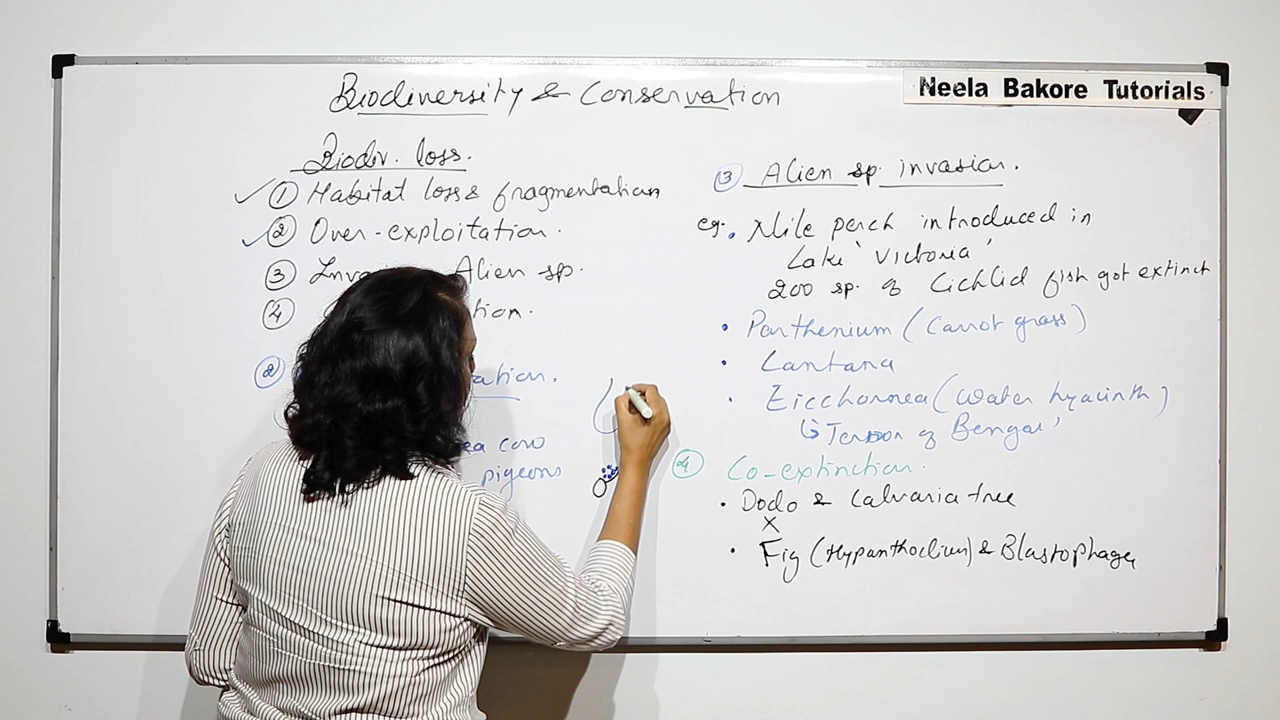 Biodiversity & Conservation
Neela Bakore Tutorials
Biodiv. loss.
① Habitat loss & fragmentation
② Over-exploitation.
③ Alien sp.
④
②
cow
pigeons
③ Alien sp. invasion.
eg. • Nile perch introduced in
Lake 'Victoria'
200 sp. of Cichlid fish got extinct
• Parthenium (Carrot grass)
• Lantana
• Eicchornea (Water hyacinth)
↳ Terror of Bengal'
④ Co-extinction.
• Dodo & Calvaria tree
x
• Fig (Hypanthodium) & Blastophaga